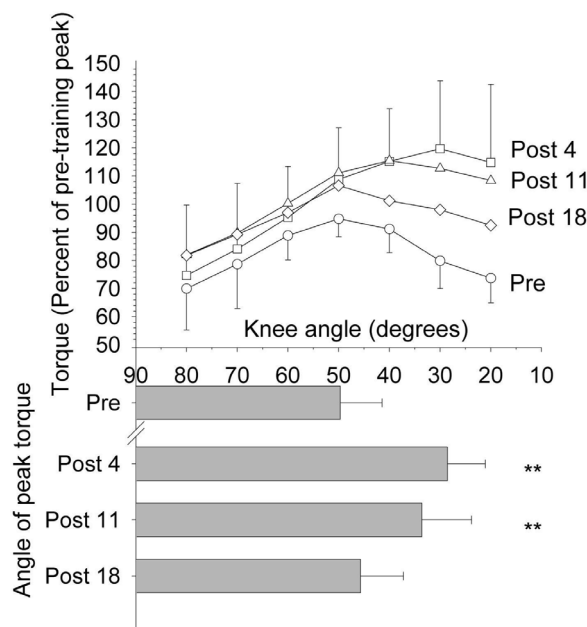 Torque (Percent of pre-training peak)
150
140
130
120
110
100
90
80
70
60
50
Post 4
Post 11
Post 18
Pre
Knee angle (degrees)
90 80 70 60 50 40 30 20 10
Angle of peak torque
Pre
Post 4 **
Post 11 **
Post 18